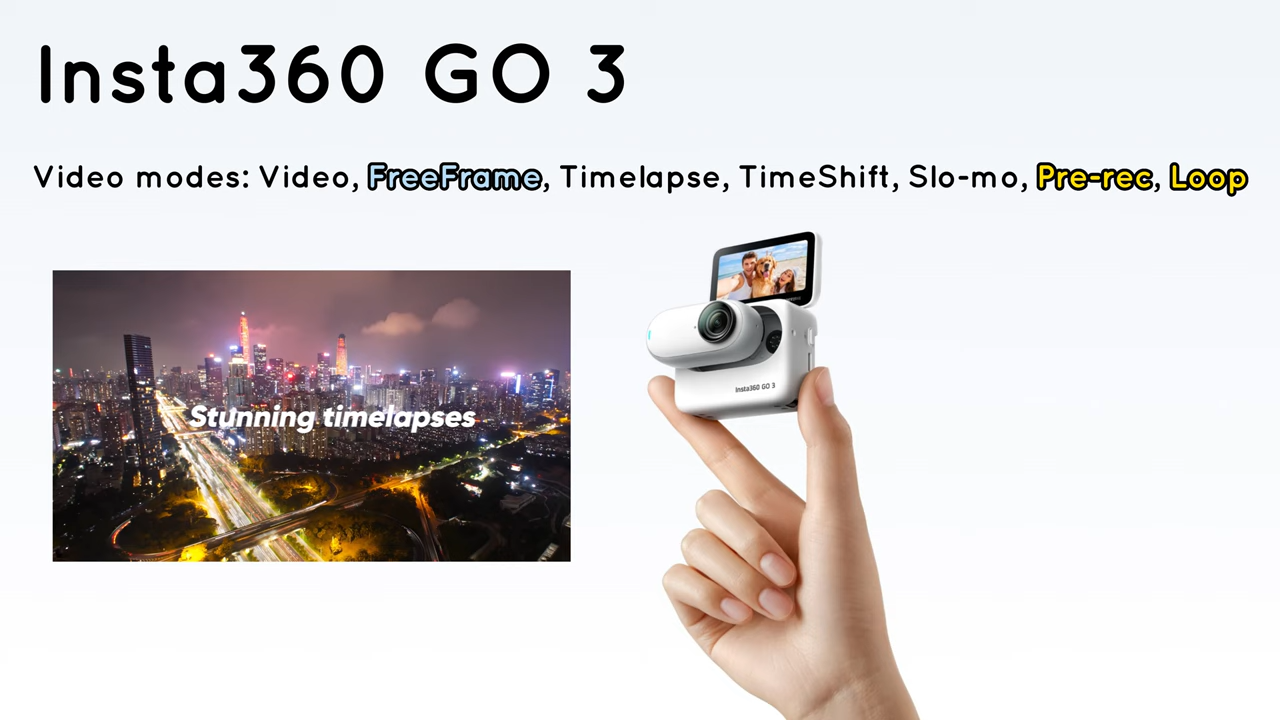 Insta360 GO 3
Video modes: Video, FreeFrame, Timelapse, TimeShift, Slo-mo, Pre-rec, Loop
Stunning timelapses
Insta360 GO 3